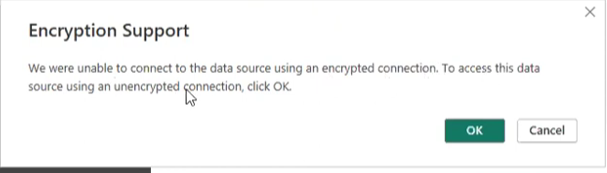 Encryption Support
We were unable to connect to the data source using an encrypted connection. To access this data
source using an unencrypted connection, click OK.
OK Cancel